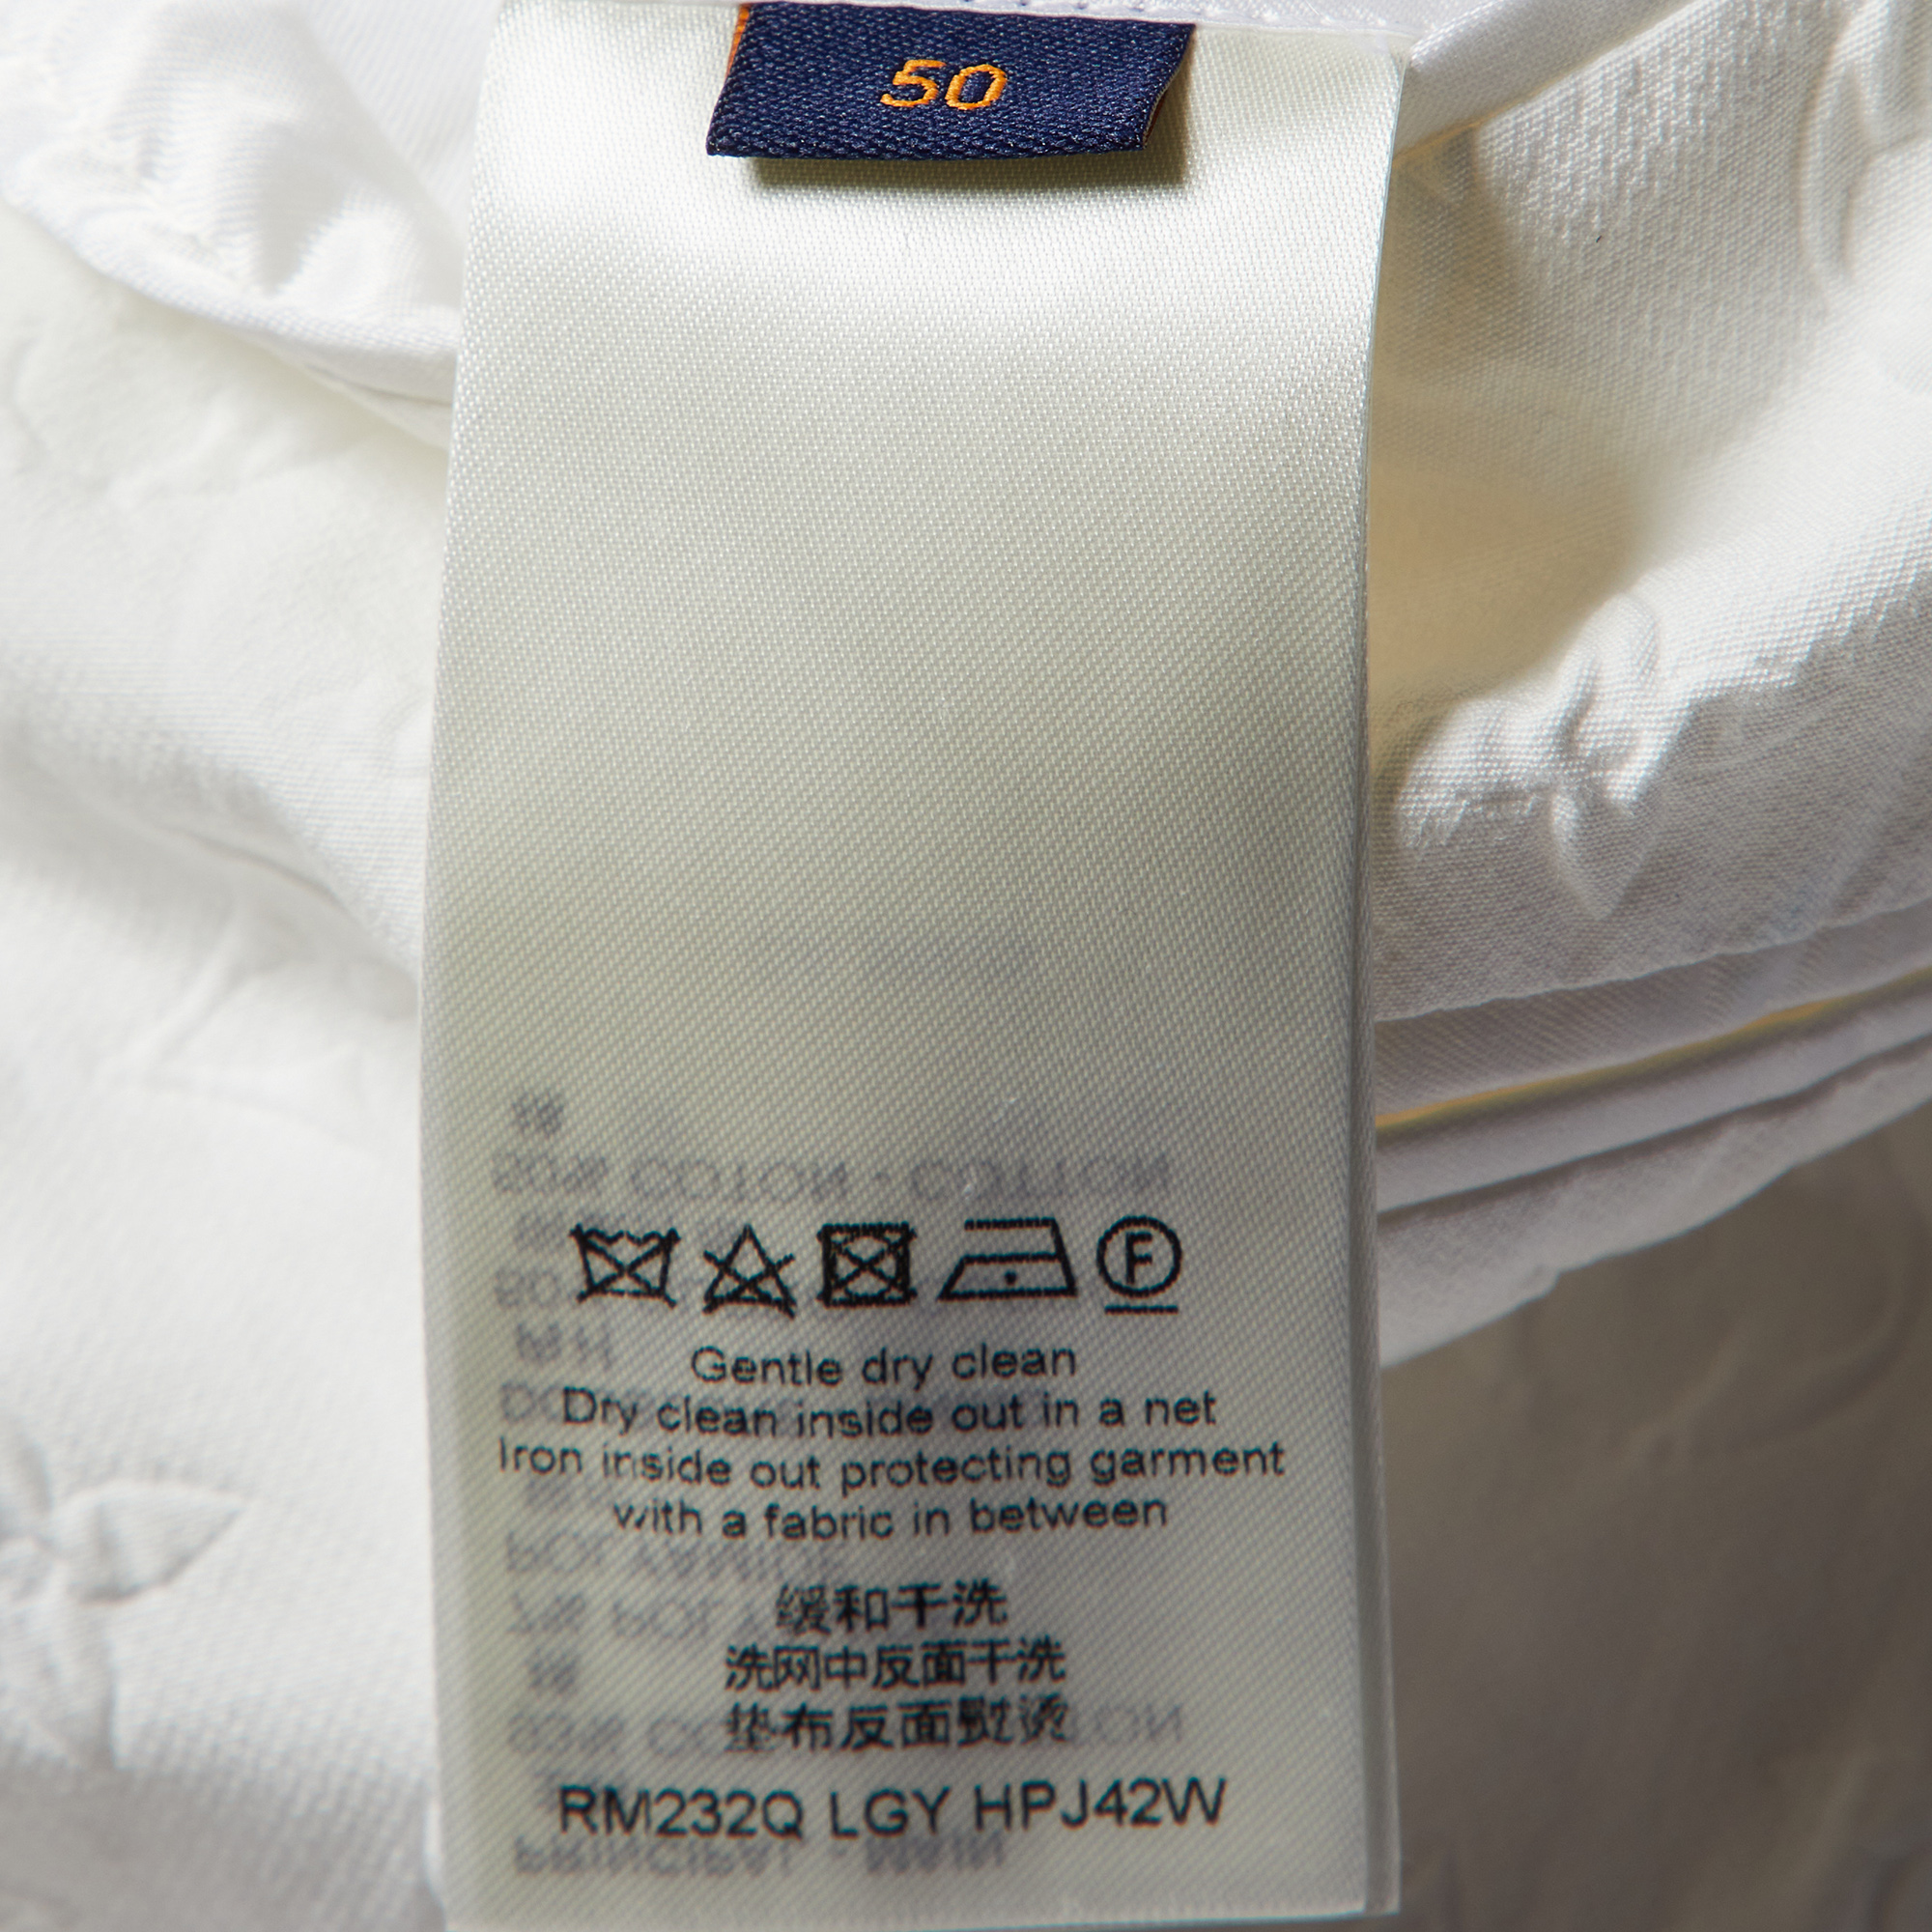 50
Gentle dry clean
Dry clean inside out in a net
Iron inside out protecting garment
with a fabric in between
缓和干洗
洗网中反面干洗
垫布反面熨烫
RM232Q LGY HPJ42W